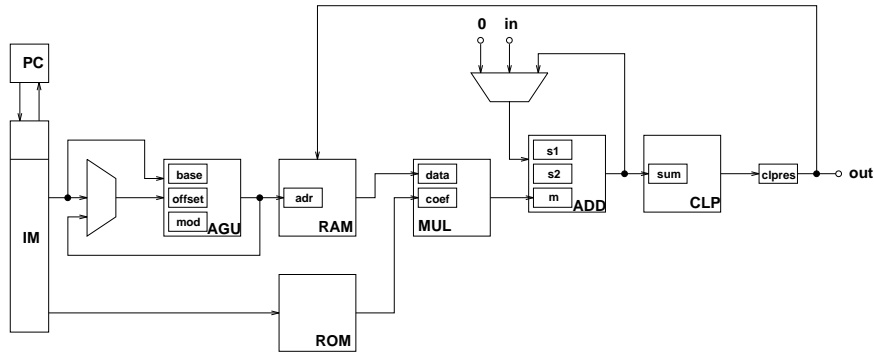 0 in
PC
base
offset
mod
AGU
adr
RAM
data
coef
MUL
s1
s2
m
ADD
sum
CLP
clpres
out
IM
ROM